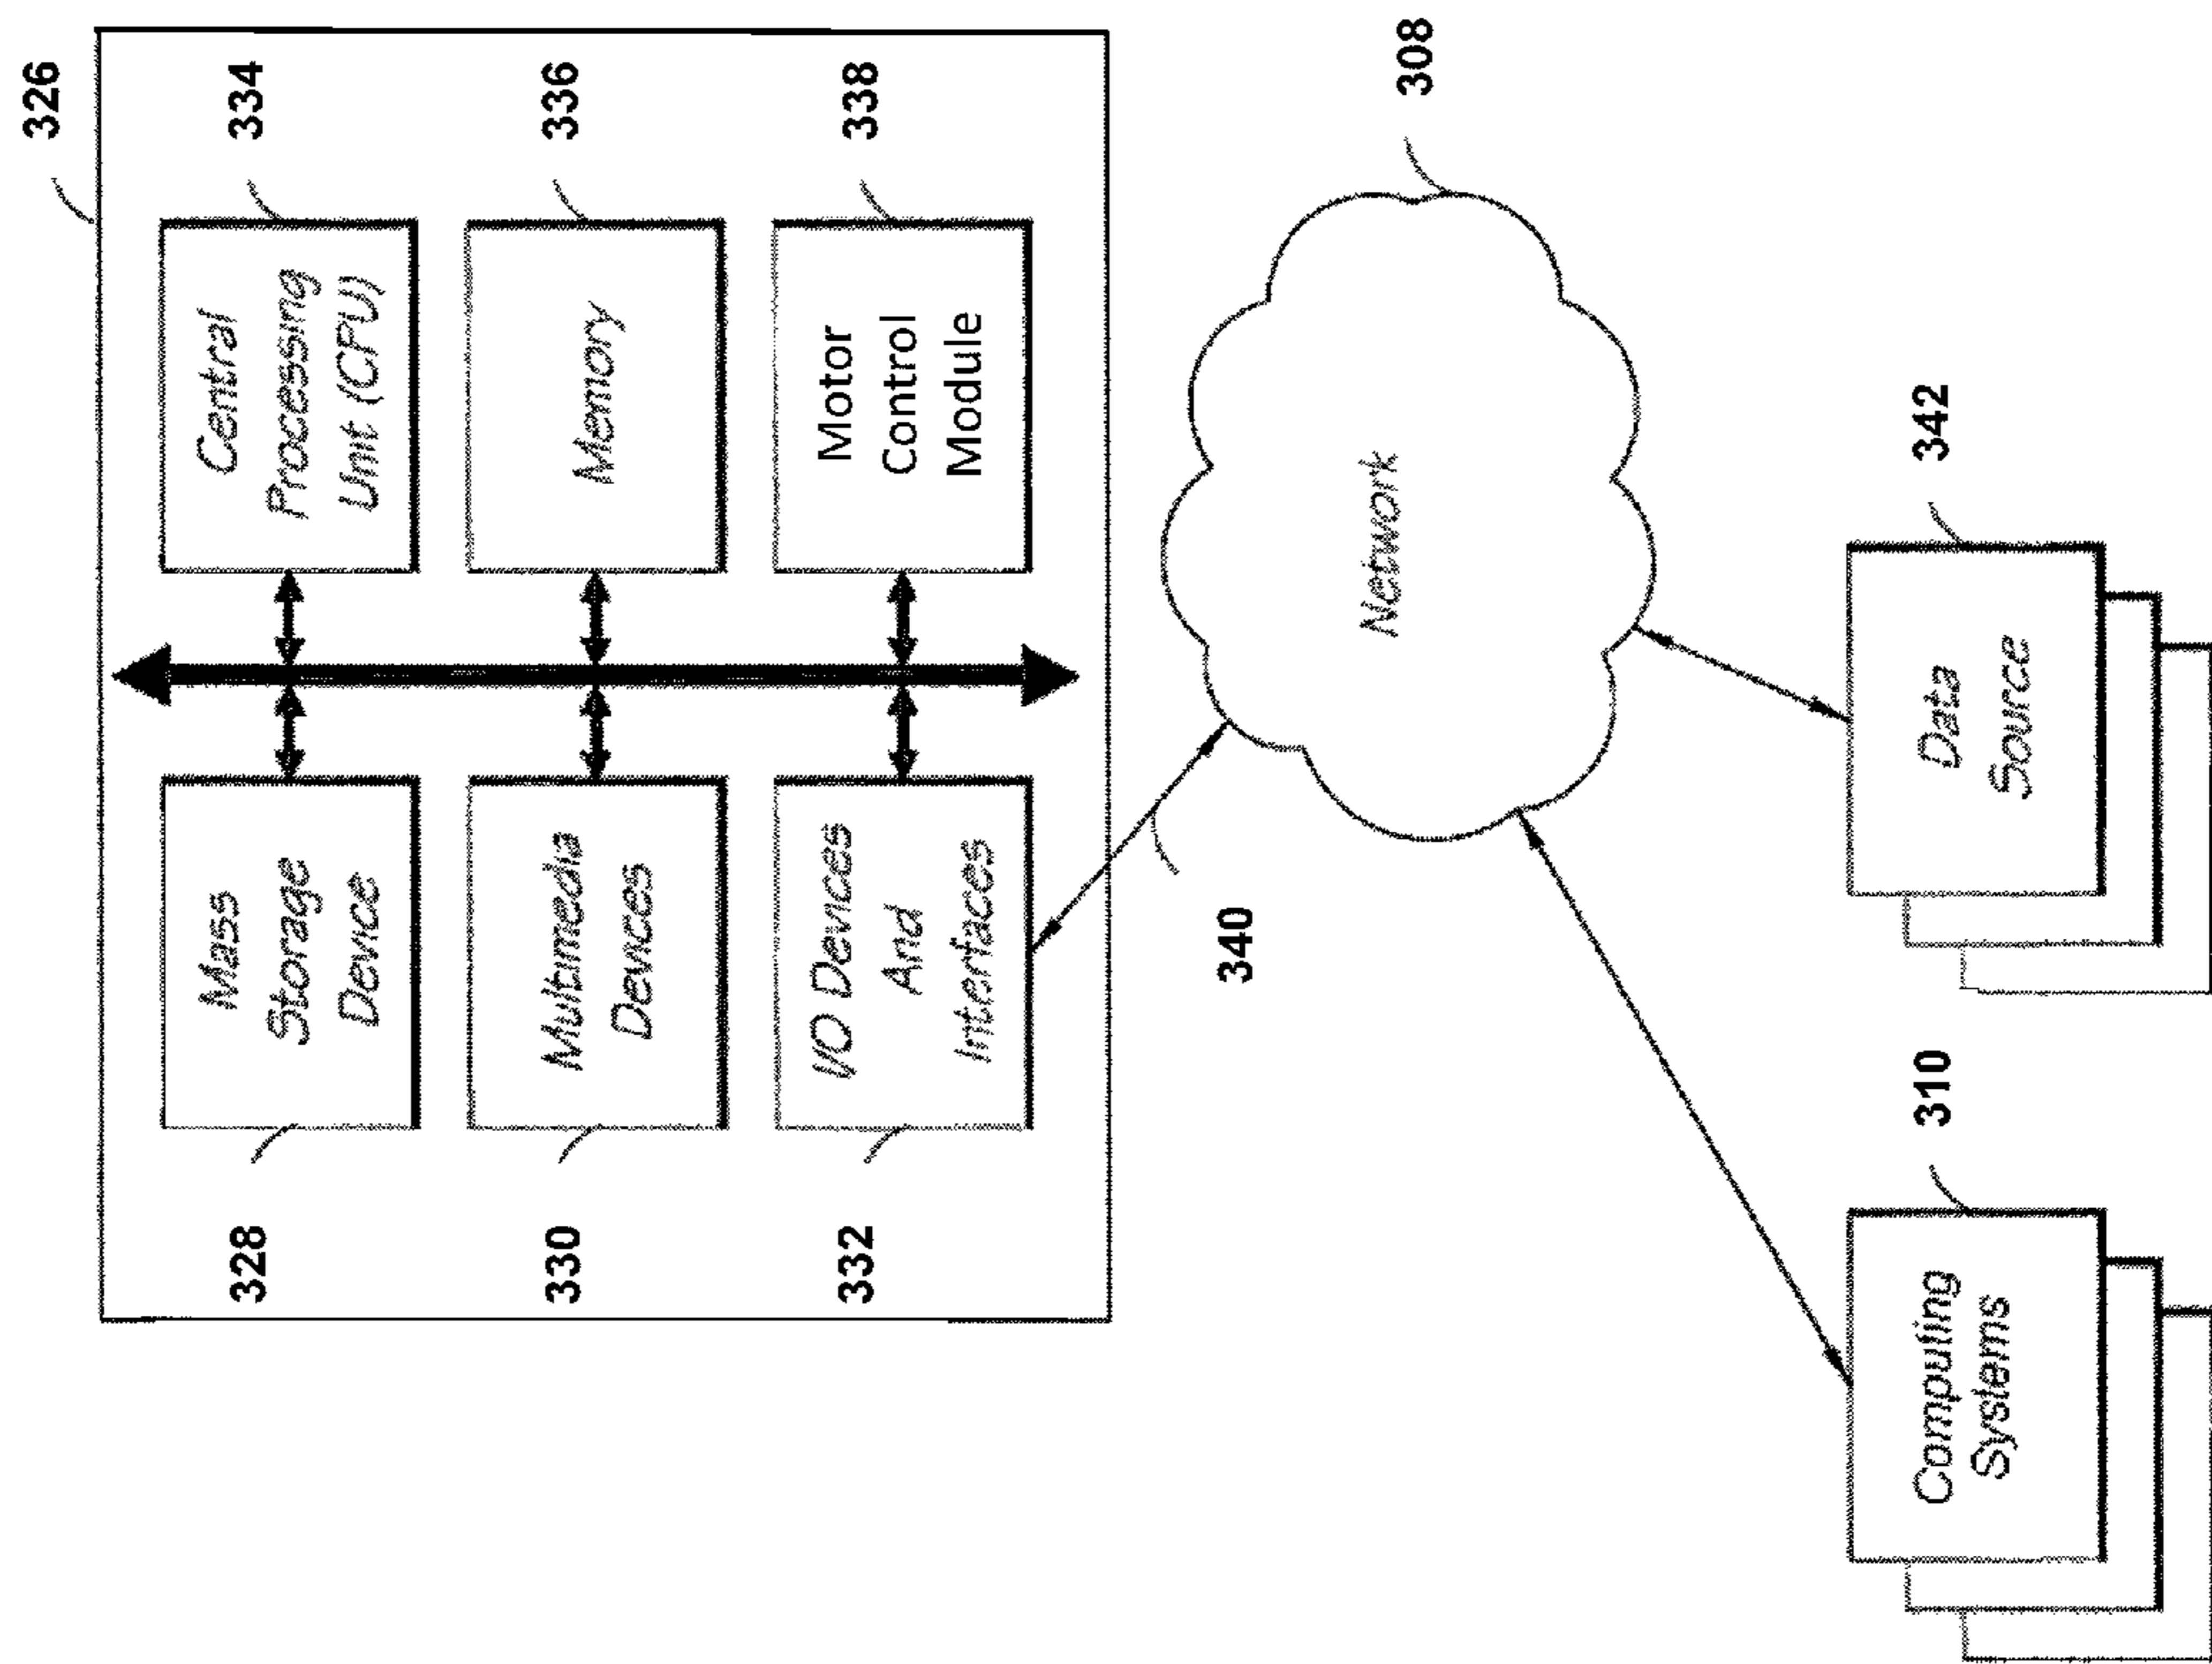 326
328
Mass
Storage
Device
Central
Processing
Unit (CPU)
334
330
Multimedia
Devices
Memory
336
332
I/O Devices
And
Interfaces
Motor
Control
Module
338
340
Network
308
310
Computing
Systems
342
Data
Source